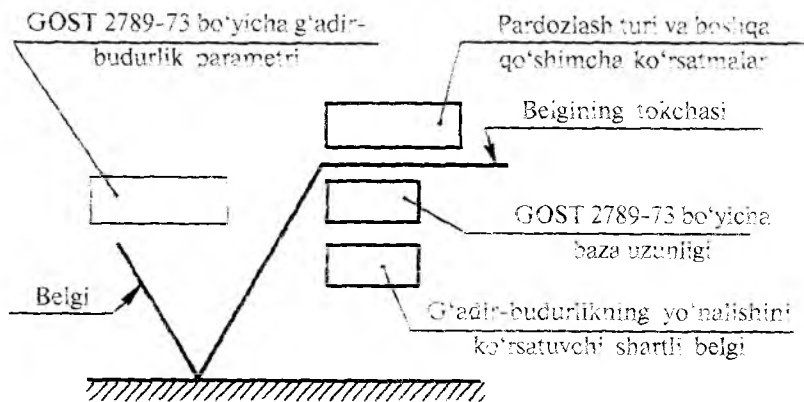 GOST 2789-73 bo‘yicha g‘adir-
budurlik parametri
Pardozlash turi va boshqa
qo‘shimcha ko‘rsatmalar
Belgining tokchasi
GOST 2789-73 bo‘yicha
baza uzunligi
Belgi
G‘adir-budurlikning yo‘nalishini
ko‘rsatuvchi shartli belgi